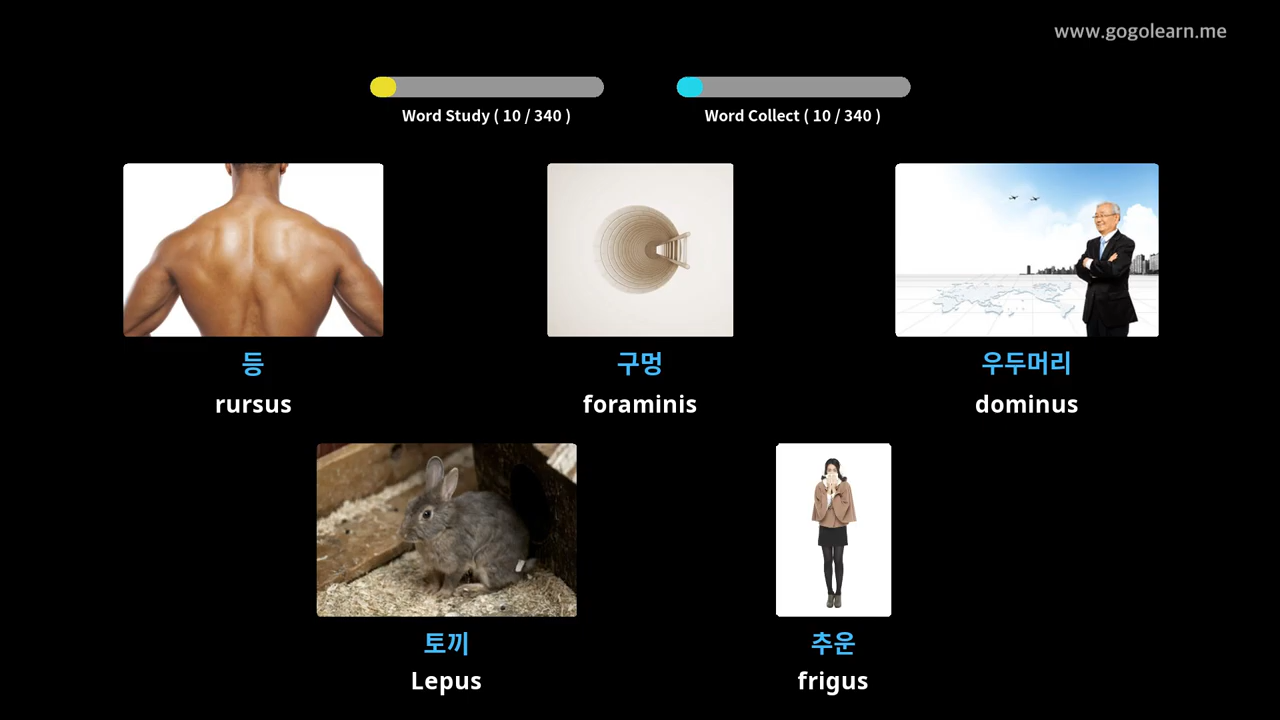 www.gogolearn.me
Word Study ( 10 / 340 )
Word Collect ( 10 / 340 )
등
rursus
구멍
foraminis
우두머리
dominus
토끼
Lepus
추운
frigus